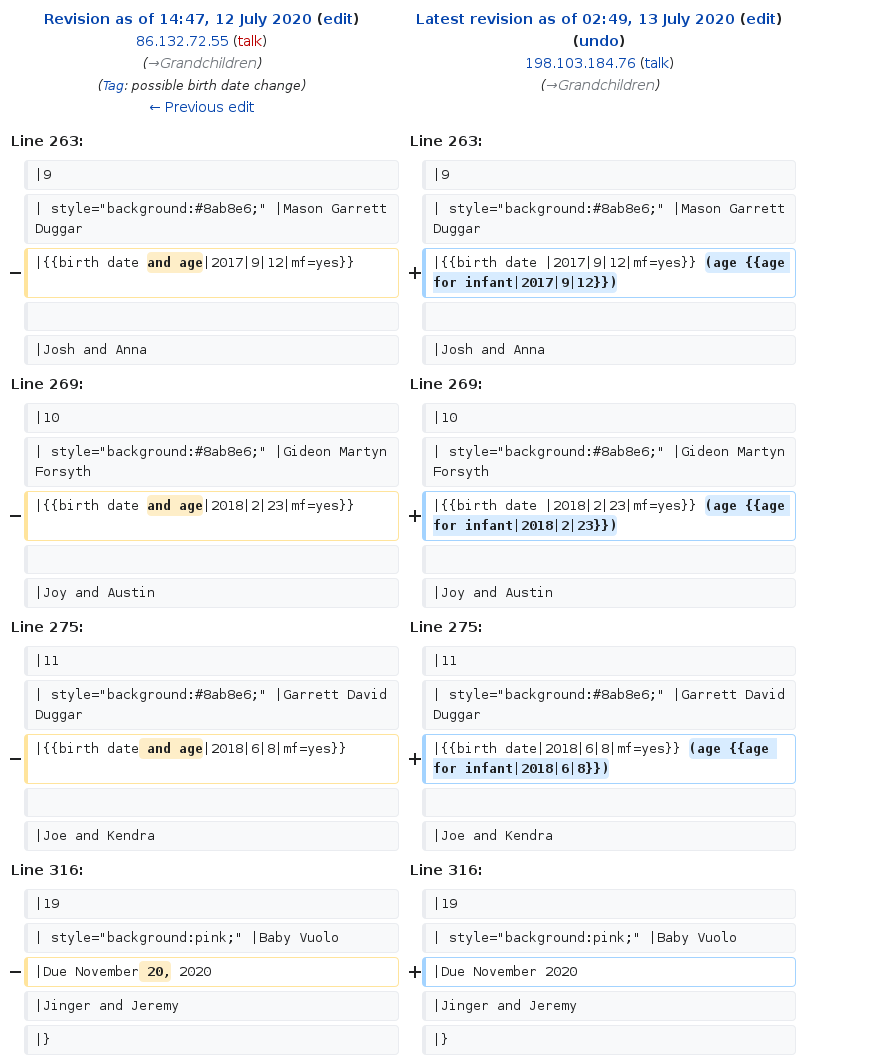 Revision as of 14:47, 12 July 2020 (edit)
86.132.72.55 (talk)
(→Grandchildren)
(Tag: possible birth date change)
← Previous edit
Latest revision as of 02:49, 13 July 2020 (edit)
(undo)
198.103.184.76 (talk)
(→Grandchildren)
Line 263:
Line 263:
|9
|9
| style="background:#8ab8e6;" |Mason Garrett
Duggar
| style="background:#8ab8e6;" |Mason Garrett
Duggar
− |{{birth date and age|2017|9|12|mf=yes}}
+ |{{birth date |2017|9|12|mf=yes}} (age {{age
for infant|2017|9|12}})
|Josh and Anna
|Josh and Anna
Line 269:
Line 269:
|10
|10
| style="background:#8ab8e6;" |Gideon Martyn
Forsyth
| style="background:#8ab8e6;" |Gideon Martyn
Forsyth
− |{{birth date and age|2018|2|23|mf=yes}}
+ |{{birth date |2018|2|23|mf=yes}} (age {{age
for infant|2018|2|23}})
|Joy and Austin
|Joy and Austin
Line 275:
Line 275:
|11
|11
| style="background:#8ab8e6;" |Garrett David
Duggar
| style="background:#8ab8e6;" |Garrett David
Duggar
− |{{birth date and age|2018|6|8|mf=yes}}
+ |{{birth date|2018|6|8|mf=yes}} (age {{age
for infant|2018|6|8}})
|Joe and Kendra
|Joe and Kendra
Line 316:
Line 316:
|19
|19
| style="background:pink;" |Baby Vuolo
| style="background:pink;" |Baby Vuolo
− |Due November 20, 2020
+ |Due November 2020
|Jinger and Jeremy
|Jinger and Jeremy
|}
|}